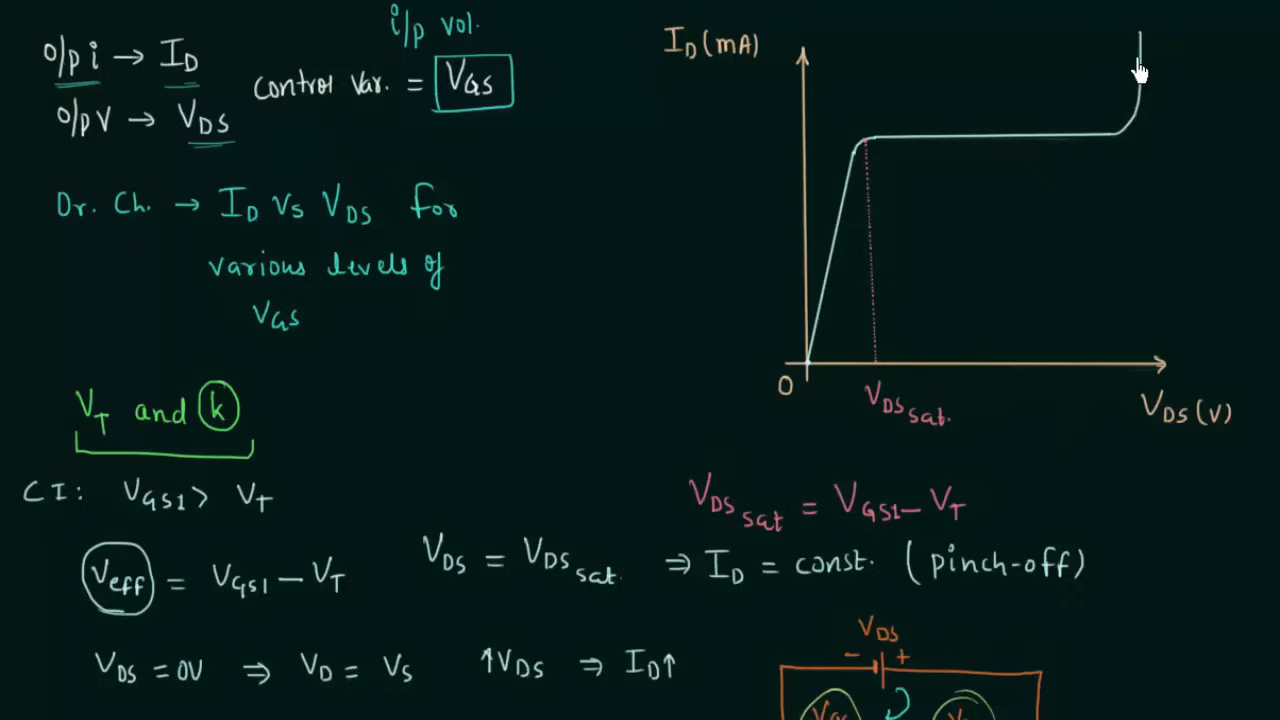 o/p i → I_D
i/p vol.
control Var. = V_GS
o/p V → V_DS
Dr. Ch. → I_D Vs V_DS for
various levels of
V_GS
V_T and k
C I : V_GS1 > V_T
V_eff = V_GS1 – V_T
V_DS = 0V ⇒ V_D = V_S
↑V_DS ⇒ I_D↑
I_D (mA)
0
V_DS sat.
V_DS (V)
V_DS sat = V_GS1 – V_T
V_DS = V_DS sat. ⇒ I_D = const. (pinch-off)
V_DS
– +